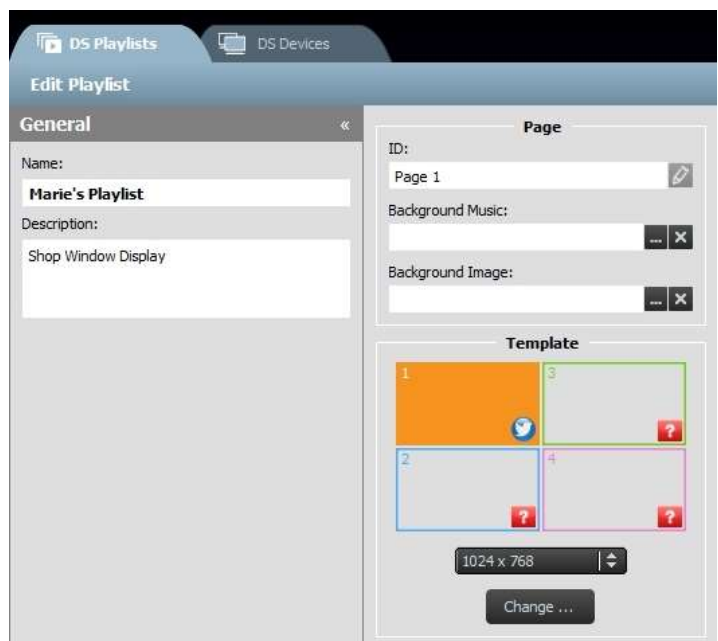 DS Playlists
DS Devices
Edit Playlist
General «
Name:
Marie's Playlist
Description:
Shop Window Display
Page
ID:
Page 1
Background Music:
...
Background Image:
...
Template
1 3
?
2 4
? ?
1024 x 768
Change ...